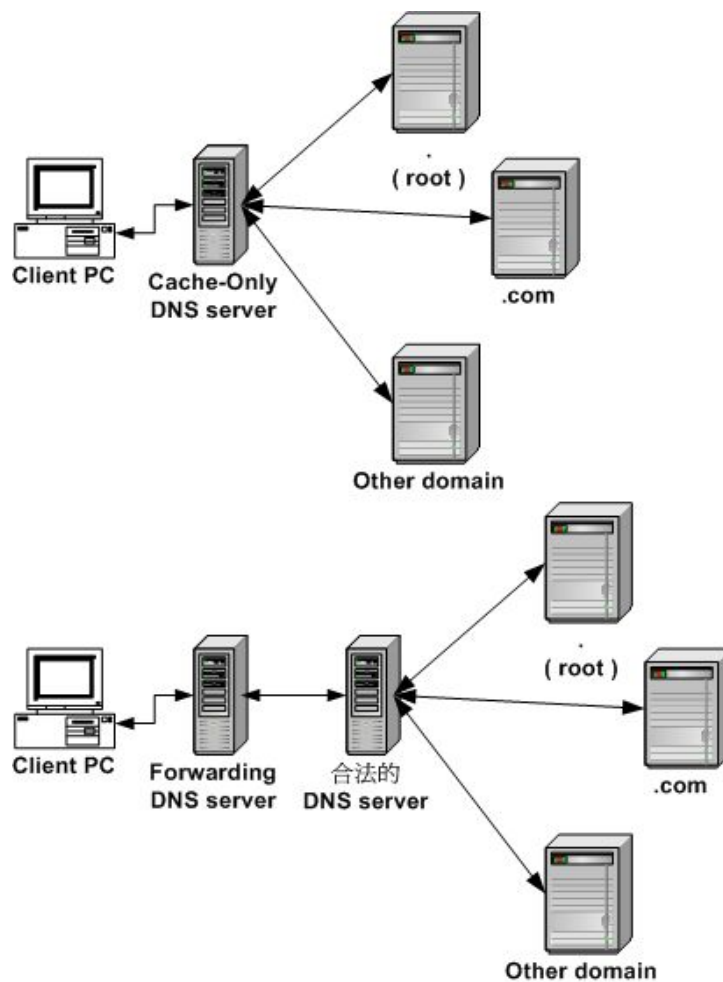 .
( root )
Client PC
Cache-Only
DNS server
.com
Other domain
.
( root )
Client PC
Forwarding
DNS server
合法的
DNS server
.com
Other domain